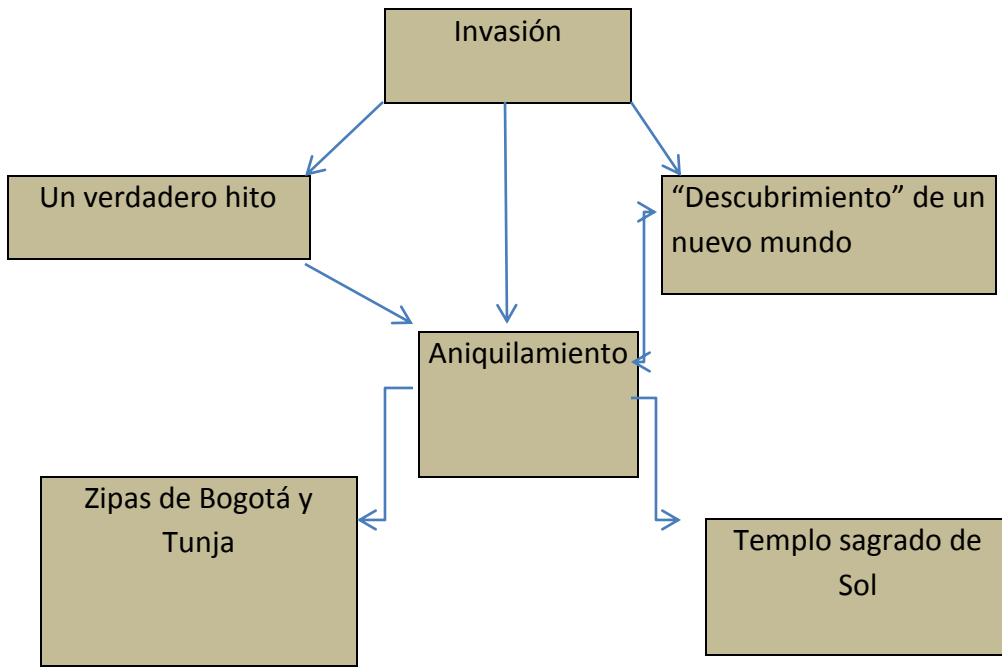 Invasión
Un verdadero hito
“Descubrimiento” de un
nuevo mundo
Aniquilamiento
Zipas de Bogotá y
Tunja
Templo sagrado de
Sol